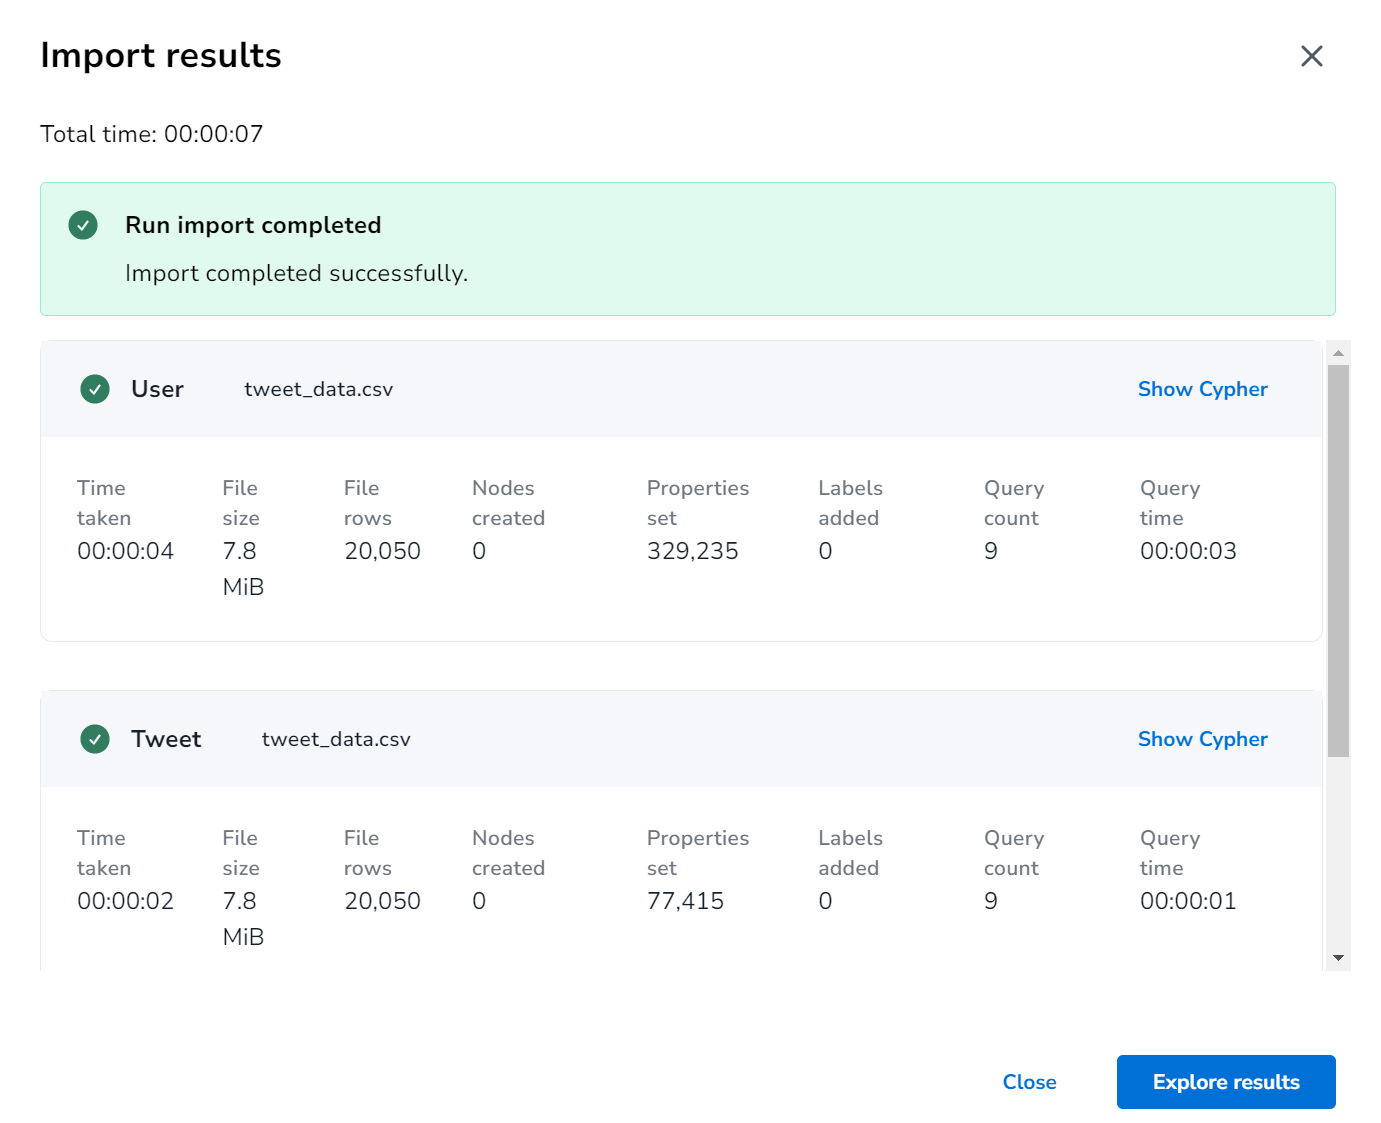 Import results
Total time: 00:00:07
Run import completed
Import completed successfully.
User tweet_data.csv Show Cypher
Time taken File size File rows Nodes created Properties set Labels added Query count Query time
00:00:04 7.8 MiB 20,050 0 329,235 0 9 00:00:03
Tweet tweet_data.csv Show Cypher
Time taken File size File rows Nodes created Properties set Labels added Query count Query time
00:00:02 7.8 MiB 20,050 0 77,415 0 9 00:00:01
Close Explore results